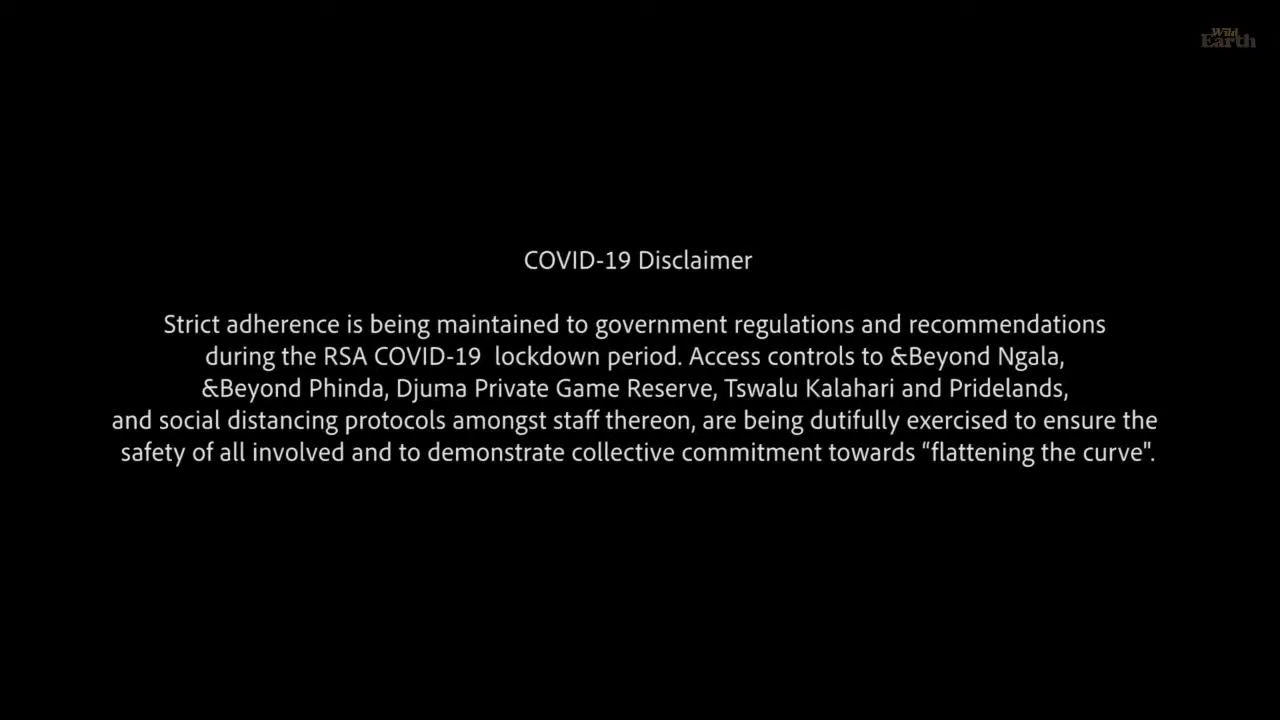 Wild
Earth
COVID-19 Disclaimer
Strict adherence is being maintained to government regulations and recommendations
during the RSA COVID-19 lockdown period. Access controls to &Beyond Ngala,
&Beyond Phinda, Djuma Private Game Reserve, Tswalu Kalahari and Pridelands,
and social distancing protocols amongst staff thereon, are being dutifully exercised to ensure the
safety of all involved and to demonstrate collective commitment towards “flattening the curve”.